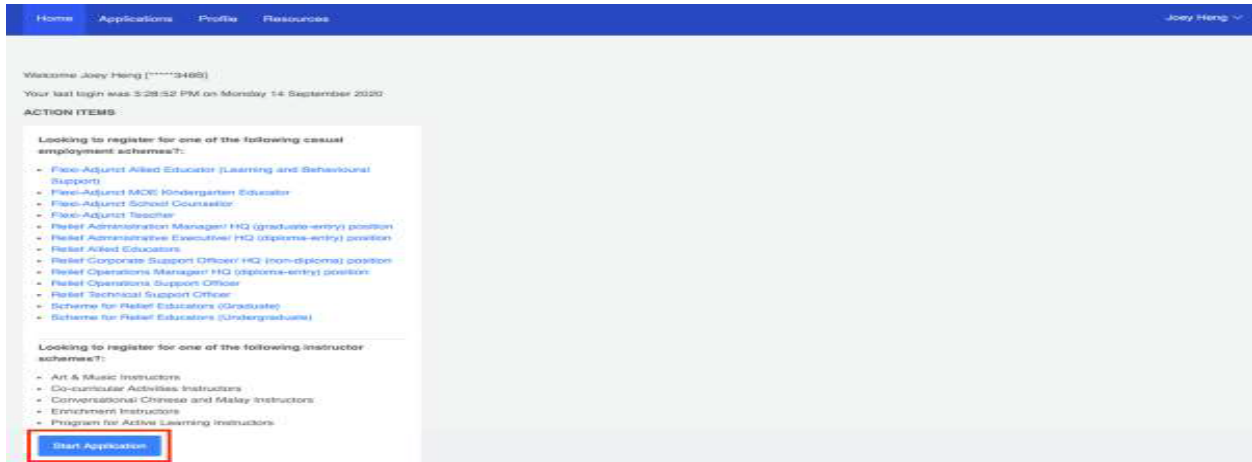 Home Applications Profile Resources Joey Heng
Welcome Joey Heng (*****346B)
Your last login was 5:28:52 PM on Monday 14 September 2020
ACTION ITEMS
Looking to register for one of the following casual
employment schemes?:
Flexi-Adjunct Allied Educator (Learning and Behavioural
Support)
Flexi-Adjunct MOE Kindergarten Educator
Flexi-Adjunct School Counsellor
Flexi-Adjunct Teacher
Relief Administration Manager/ HQ (graduate-entry) position
Relief Administrative Executive/ HQ (diploma-entry) position
Relief Allied Educators
Relief Corporate Support Officer/ HQ (non-diploma) position
Relief Operations Manager/ HQ (diploma-entry) position
Relief Operations Support Officer
Relief Technical Support Officer
Scheme for Relief Educators (Graduate)
Scheme for Relief Educators (Undergraduate)
Looking to register for one of the following instructor
schemes?:
Art & Music Instructors
Co-curricular Activities Instructors
Conversational Chinese and Malay Instructors
Enrichment Instructors
Program for Active Learning Instructors
Start Application